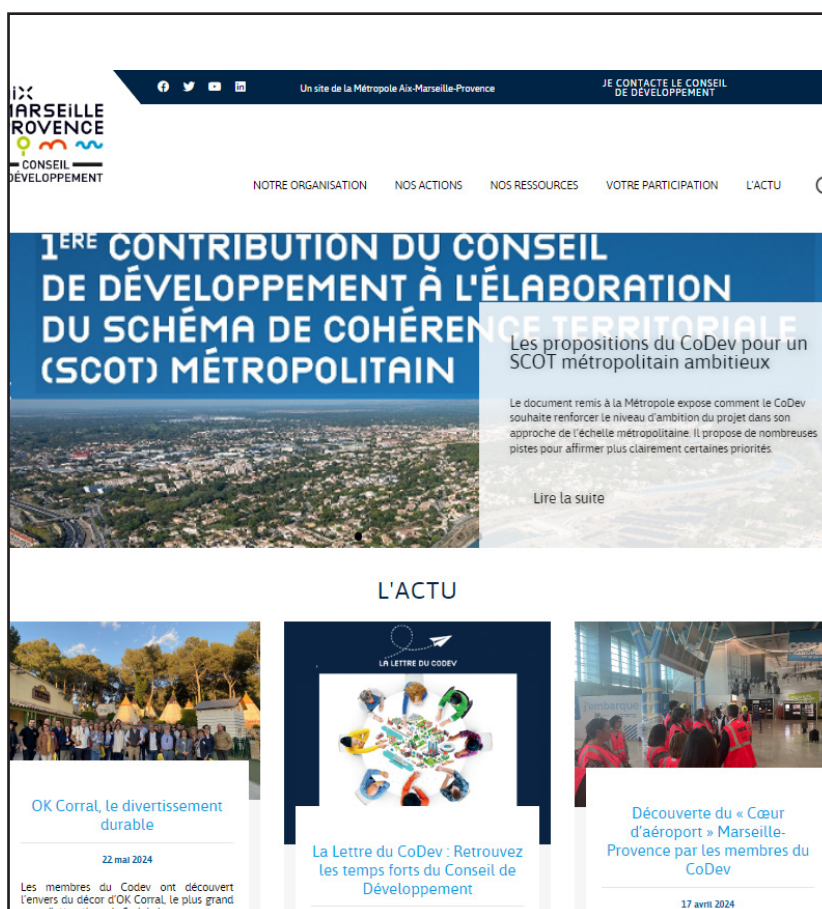 iX
MARSEILLE
PROVENCE
CONSEIL
DÉVELOPPEMENT
Un site de la Métropole Aix-Marseille-Provence
JE CONTACTE LE CONSEIL
DE DÉVELOPPEMENT
NOTRE ORGANISATION NOS ACTIONS NOS RESSOURCES VOTRE PARTICIPATION L'ACTU
1ERE CONTRIBUTION DU CONSEIL
DE DÉVELOPPEMENT À L'ÉLABORATION
DU SCHÉMA DE COHÉRENCE TERRITORIALE
(SCOT) MÉTROPOLITAIN
Les propositions du CoDev pour un
SCOT métropolitain ambitieux
Le document remis à la Métropole expose comment le CoDev
souhaite renforcer le niveau d'ambition du projet dans son
approche de l'échelle métropolitaine. Il propose de nombreuses
pistes pour affirmer plus clairement certaines priorités.
Lire la suite
L'ACTU
OK Corral, le divertissement
durable
22 mai 2024
Les membres du Codev ont découvert
l'envers du décor d'OK Corral, le plus grand
LA LETTRE DU CODEV
La Lettre du CoDev : Retrouvez
les temps forts du Conseil de
Développement
j'embarque
Découverte du « Cœur
d'aéroport » Marseille-
Provence par les membres du
CoDev
17 avril 2024